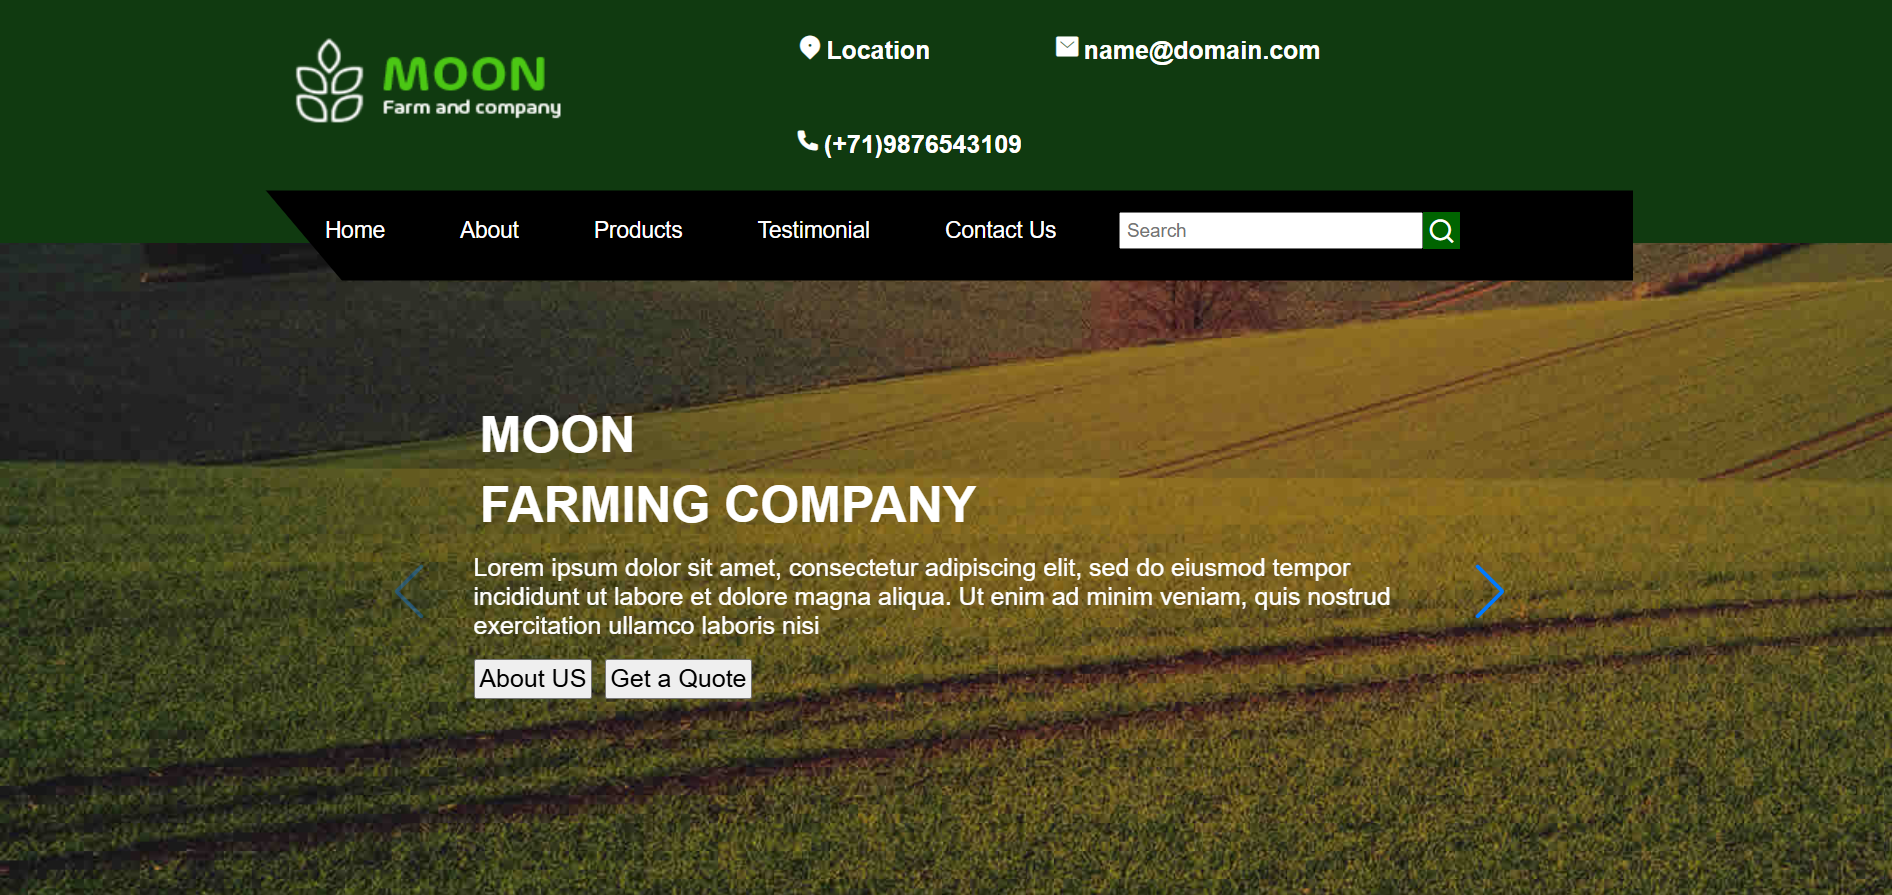 MOON
Farm and company
Location
name@domain.com
(+71)9876543109
Home
About
Products
Testimonial
Contact Us
Search
MOON
FARMING COMPANY
Lorem ipsum dolor sit amet, consectetur adipiscing elit, sed do eiusmod tempor
incididunt ut labore et dolore magna aliqua. Ut enim ad minim veniam, quis nostrud
exercitation ullamco laboris nisi
About US
Get a Quote